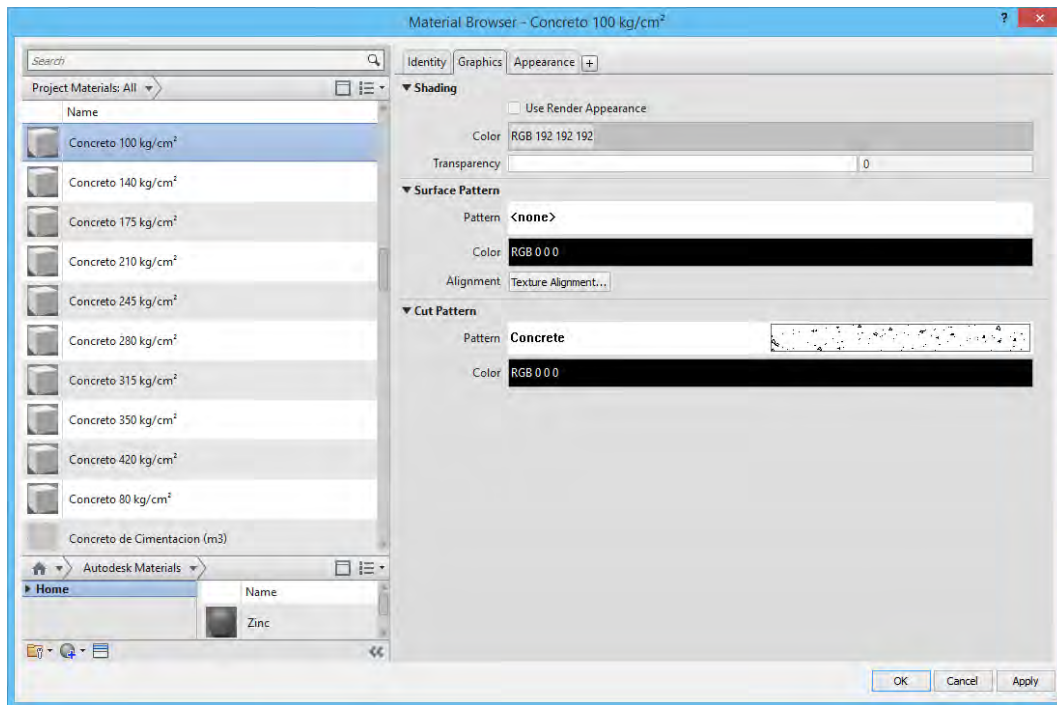 Material Browser - Concreto 100 kg/cm²
?
×
Search
Project Materials: All
Name
Concreto 100 kg/cm²
Concreto 140 kg/cm²
Concreto 175 kg/cm²
Concreto 210 kg/cm²
Concreto 245 kg/cm²
Concreto 280 kg/cm²
Concreto 315 kg/cm²
Concreto 350 kg/cm²
Concreto 420 kg/cm²
Concreto 80 kg/cm²
Concreto de Cimentacion (m3)
Autodesk Materials
Home
Name
Zinc
Identity Graphics Appearance +
Shading
Use Render Appearance
Color RGB 192 192 192
Transparency 0
Surface Pattern
Pattern <none>
Color RGB 0 0 0
Alignment Texture Alignment...
Cut Pattern
Pattern Concrete
Color RGB 0 0 0
OK Cancel Apply